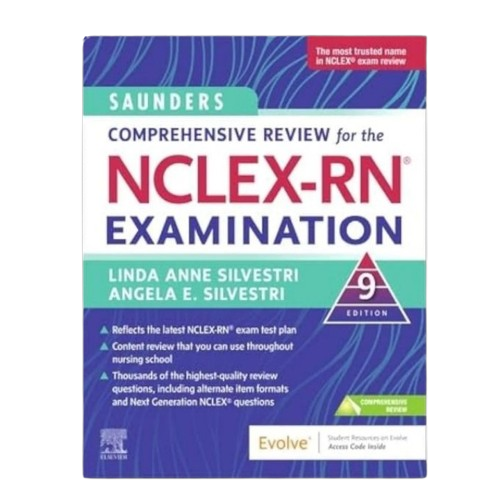 The most trusted name
in NCLEX® exam review
SAUNDERS
COMPREHENSIVE REVIEW for the
NCLEX-RN®
EXAMINATION
LINDA ANNE SILVESTRI
ANGELA E. SILVESTRI
9
EDITION
Reflects the latest NCLEX-RN® exam test plan
Content review that you can use throughout
nursing school
Thousands of the highest-quality review
questions, including alternate item formats
and Next Generation NCLEX® questions
COMPREHENSIVE
REVIEW
ELSEVIER
Evolve®
Student Resources on Evolve
Access Code Inside